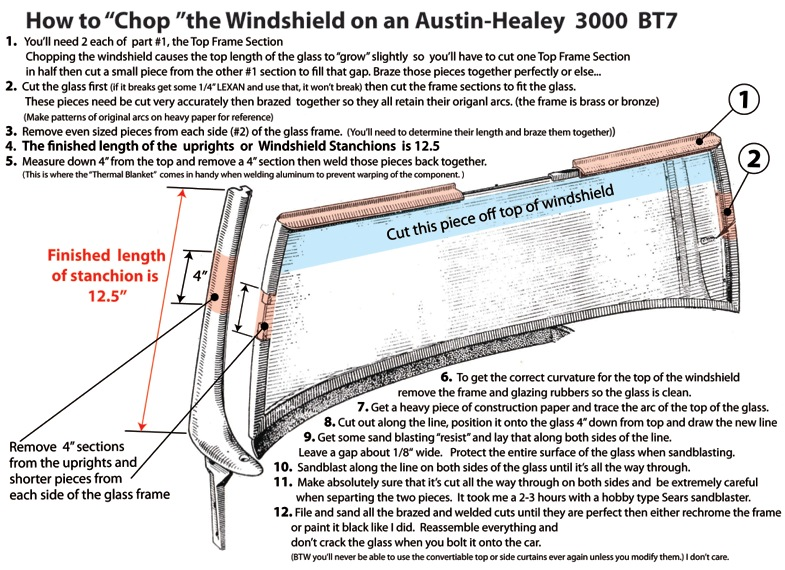 How to “Chop ”the Windshield on an Austin-Healey 3000 BT7
1. You’ll need 2 each of part #1, the Top Frame Section
Chopping the windshield causes the top length of the glass to “grow” slightly so you’ll have to cut one Top Frame Section
in half then cut a small piece from the other #1 section to fill that gap. Braze those pieces together perfectly or else...
2. Cut the glass first (if it breaks get some 1/4” LEXAN and use that, it won’t break) then cut the frame sections to fit the glass.
These pieces need be cut very accurately then brazed together so they all retain their origanl arcs. (the frame is brass or bronze)
(Make patterns of original arcs on heavy paper for reference)
3. Remove even sized pieces from each side (#2) of the glass frame. (You’ll need to determine their length and braze them together))
4. The finished length of the uprights or Windshield Stanchions is 12.5
5. Measure down 4” from the top and remove a 4” section then weld those pieces back together.
(This is where the “Thermal Blanket” comes in handy when welding aluminum to prevent warping of the component. )
1
2
Cut this piece off top of windshield
Finished length
of stanchion is
12.5”
4”
Remove 4” sections
from the uprights and
shorter pieces from
each side of the glass frame
6. To get the correct curvature for the top of the windshield
remove the frame and glazing rubbers so the glass is clean.
7. Get a heavy piece of construction paper and trace the arc of the top of the glass.
8. Cut out along the line, position it onto the glass 4” down from top and draw the new line
9. Get some sand blasting “resist” and lay that along both sides of the line.
Leave a gap about 1/8” wide. Protect the entire surface of the glass when sandblasting.
10. Sandblast along the line on both sides of the glass until it’s all the way through.
11. Make absolutely sure that it’s cut all the way through on both sides and be extremely careful
when separting the two pieces. It took me a 2-3 hours with a hobby type Sears sandblaster.
12. File and sand all the brazed and welded cuts until they are perfect then either rechrome the frame
or paint it black like I did. Reassemble everything and
don’t crack the glass when you bolt it onto the car.
(BTW you’ll never be able to use the convertiable top or side curtains ever again unless you modify them.) I don’t care.